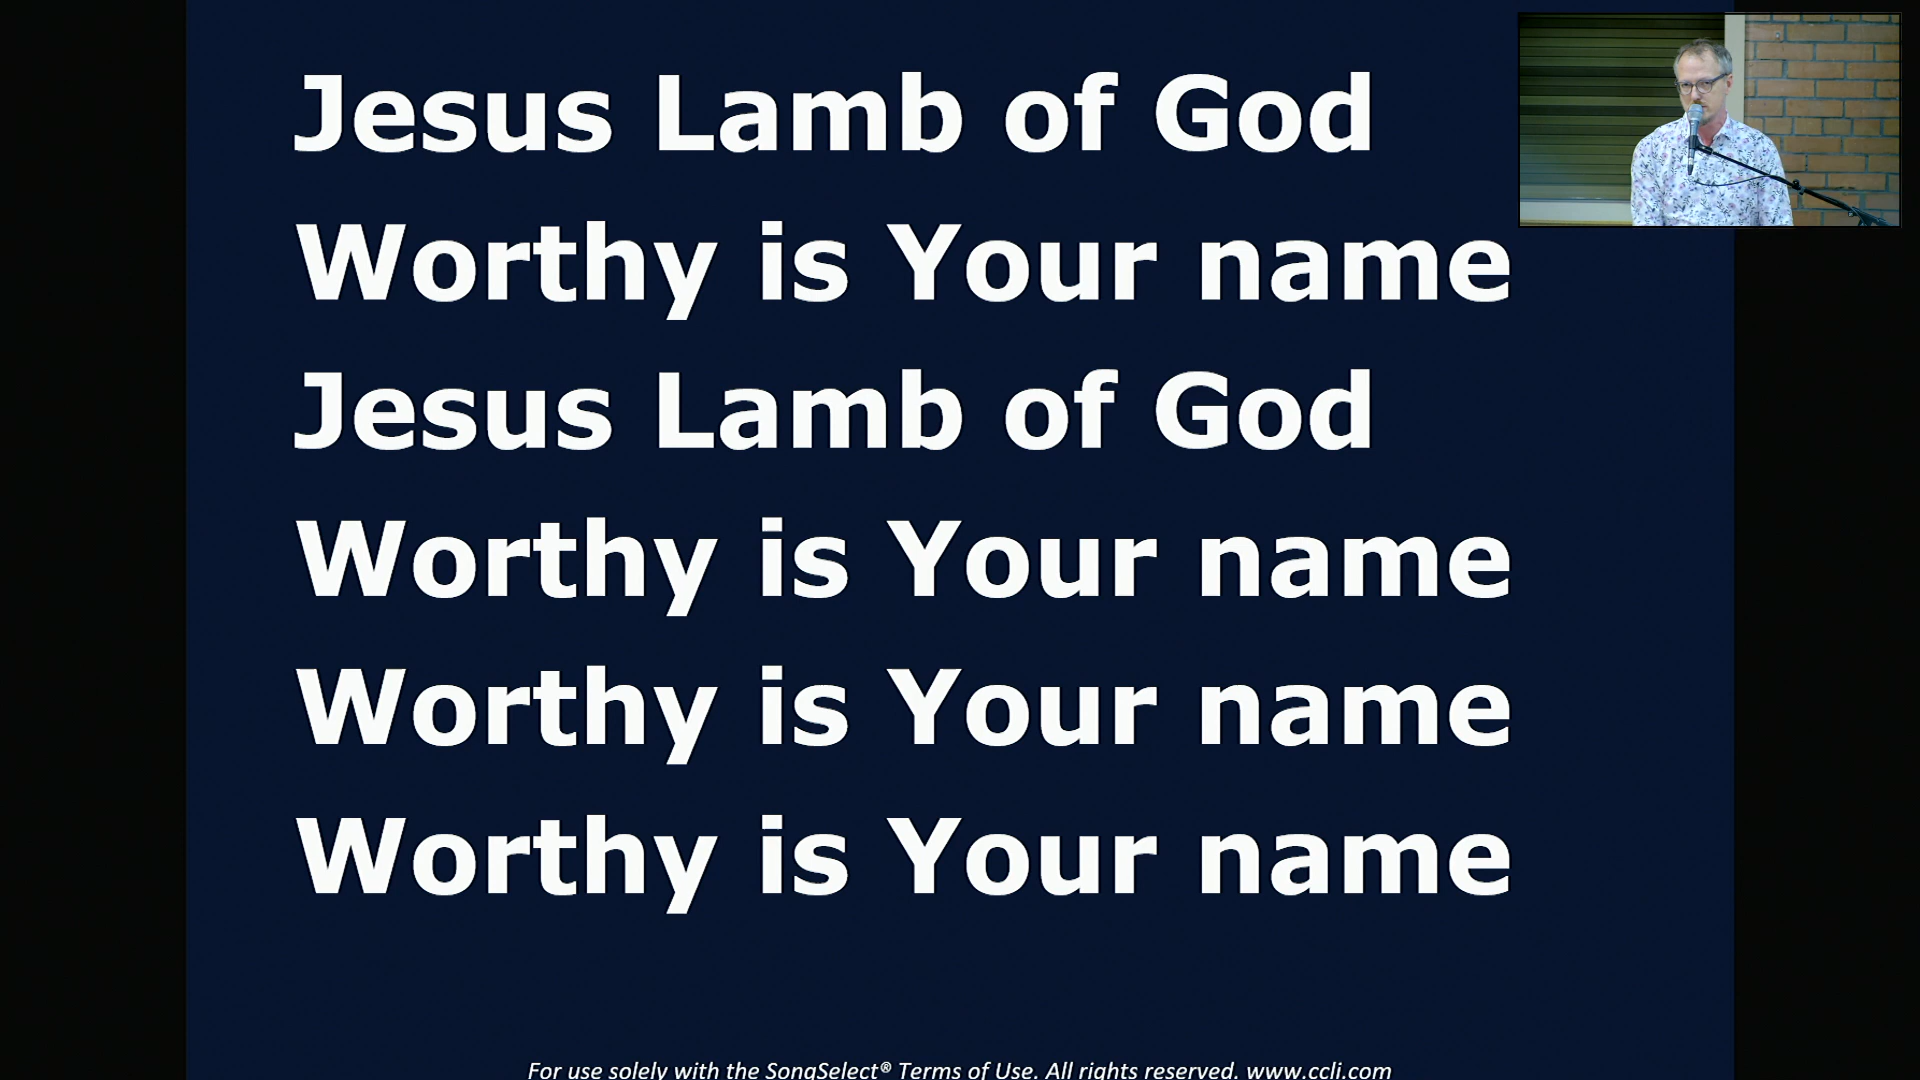 Jesus Lamb of God
Worthy is Your name
Jesus Lamb of God
Worthy is Your name
Worthy is Your name
Worthy is Your name
For use solely with the SongSelect® Terms of Use. All rights reserved. www.ccli.com